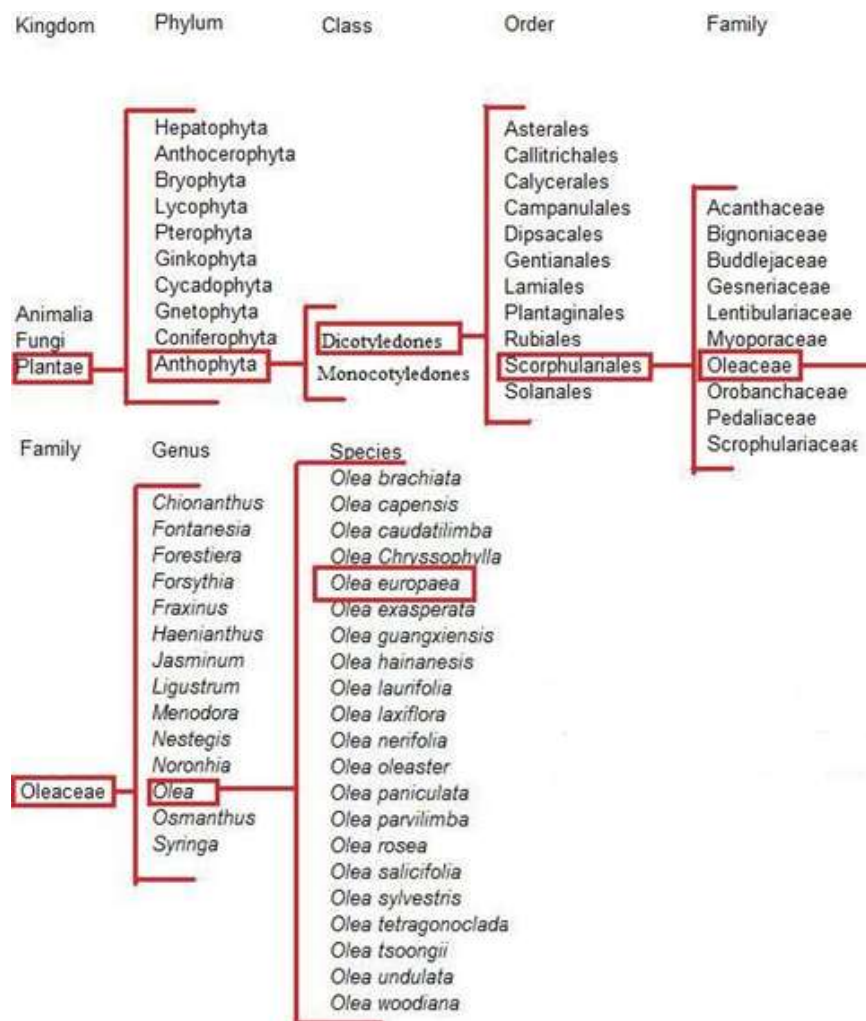 Kingdom
Phylum
Class
Order
Family
Animalia
Fungi
Plantae
Hepatophyta
Anthocerophyta
Bryophyta
Lycophyta
Pterophyta
Ginkophyta
Cycadophyta
Gnetophyta
Coniferophyta
Anthophyta
Dicotyledones
Monocotyledones
Asterales
Callitrichales
Calycerales
Campanulales
Dipsacales
Gentianales
Lamiales
Plantaginales
Rubiales
Scorphulariales
Solanales
Acanthaceae
Bignoniaceae
Buddlejaceae
Gesneriaceae
Lentibulariaceae
Myoporaceae
Oleaceae
Orobanchaceae
Pedaliaceae
Scrophulariaceae
Family
Genus
Species
Oleaceae
Chionanthus
Fontanesia
Forestiera
Forsythia
Fraxinus
Haenianthus
Jasminum
Ligustrum
Menodora
Nestegis
Noronhia
Olea
Osmanthus
Syringa
Olea brachiata
Olea capensis
Olea caudatilimba
Olea Chryssophylla
Olea europaea
Olea exasperata
Olea guangxiensis
Olea hainanesis
Olea laurifolia
Olea laxiflora
Olea nerifolia
Olea oleaster
Olea paniculata
Olea parvilimba
Olea rosea
Olea salicifolia
Olea sylvestris
Olea tetragonoclada
Olea tsoongii
Olea undulata
Olea woodiana